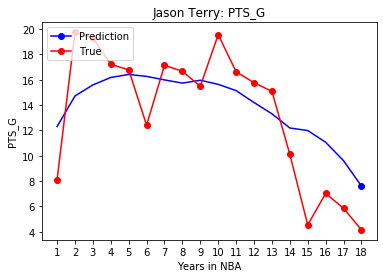 Jason Terry: PTS_G
Prediction
True
PTS_G
20
18
16
14
12
10
8
6
4
1 2 3 4 5 6 7 8 9 10 11 12 13 14 15 16 17 18
Years in NBA